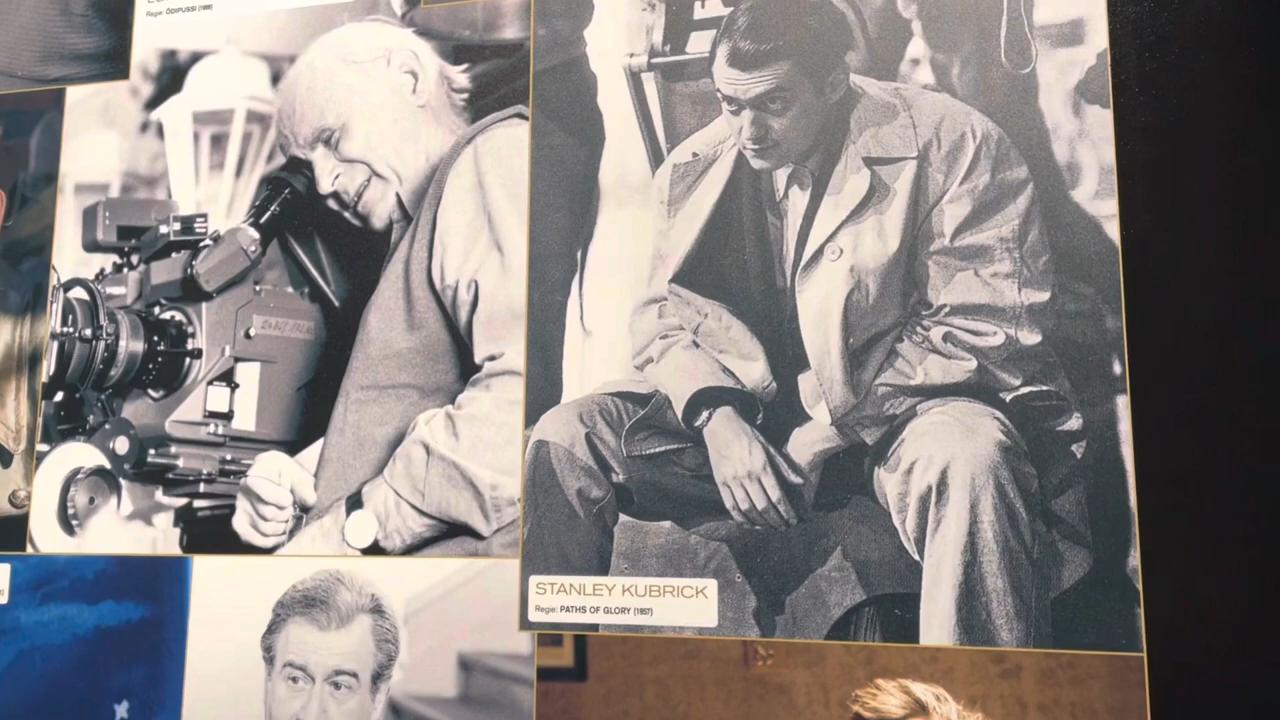 Regie: ÖDIPUSSI (1988)
STANLEY KUBRICK
Regie: PATHS OF GLORY (1957)